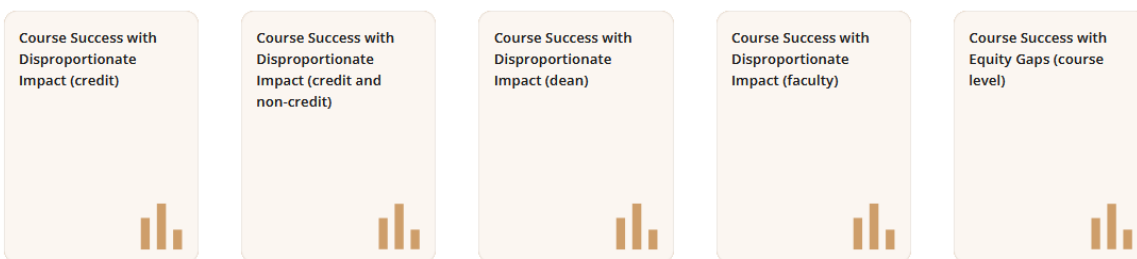 Course Success with
Disproportionate
Impact (credit)
Course Success with
Disproportionate
Impact (credit and
non-credit)
Course Success with
Disproportionate
Impact (dean)
Course Success with
Disproportionate
Impact (faculty)
Course Success with
Equity Gaps (course
level)